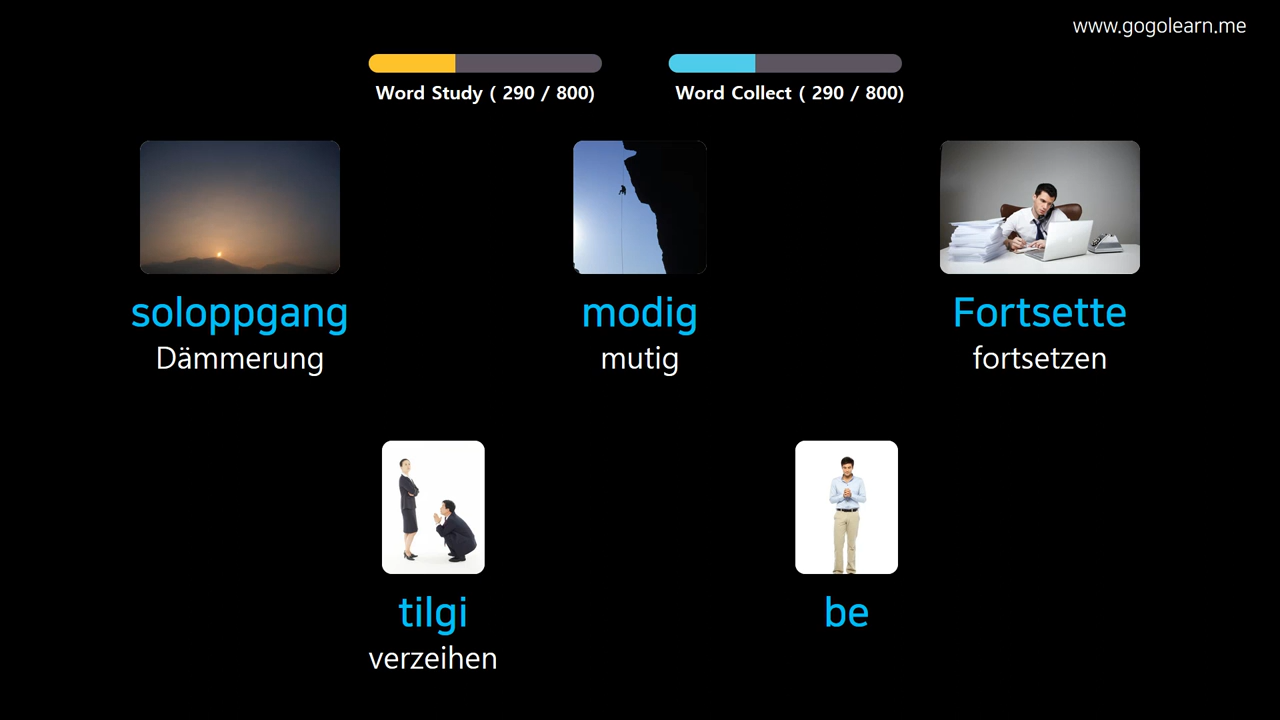 www.gogolearn.me
Word Study ( 290 / 800)
Word Collect ( 290 / 800)
soloppgang
Dämmerung
modig
mutig
Fortsette
fortsetzen
tilgi
verzeihen
be